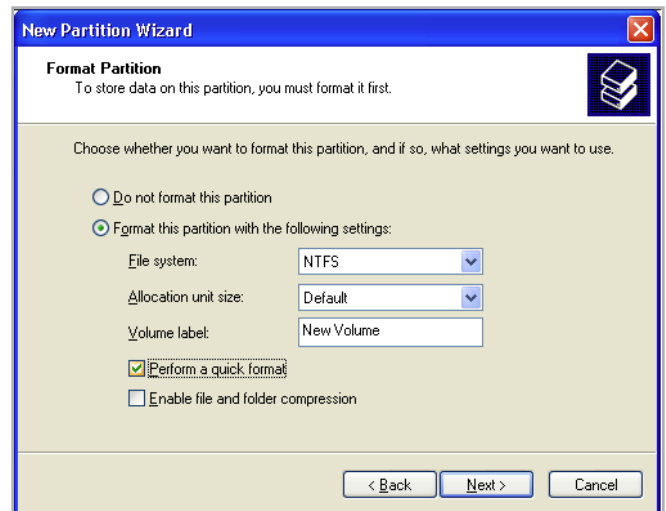 New Partition Wizard
Format Partition
To store data on this partition, you must format it first.
Choose whether you want to format this partition, and if so, what settings you want to use.
Do not format this partition
Format this partition with the following settings:
File system:
NTFS
Allocation unit size:
Default
Volume label:
New Volume
Perform a quick format
Enable file and folder compression
< Back
Next >
Cancel